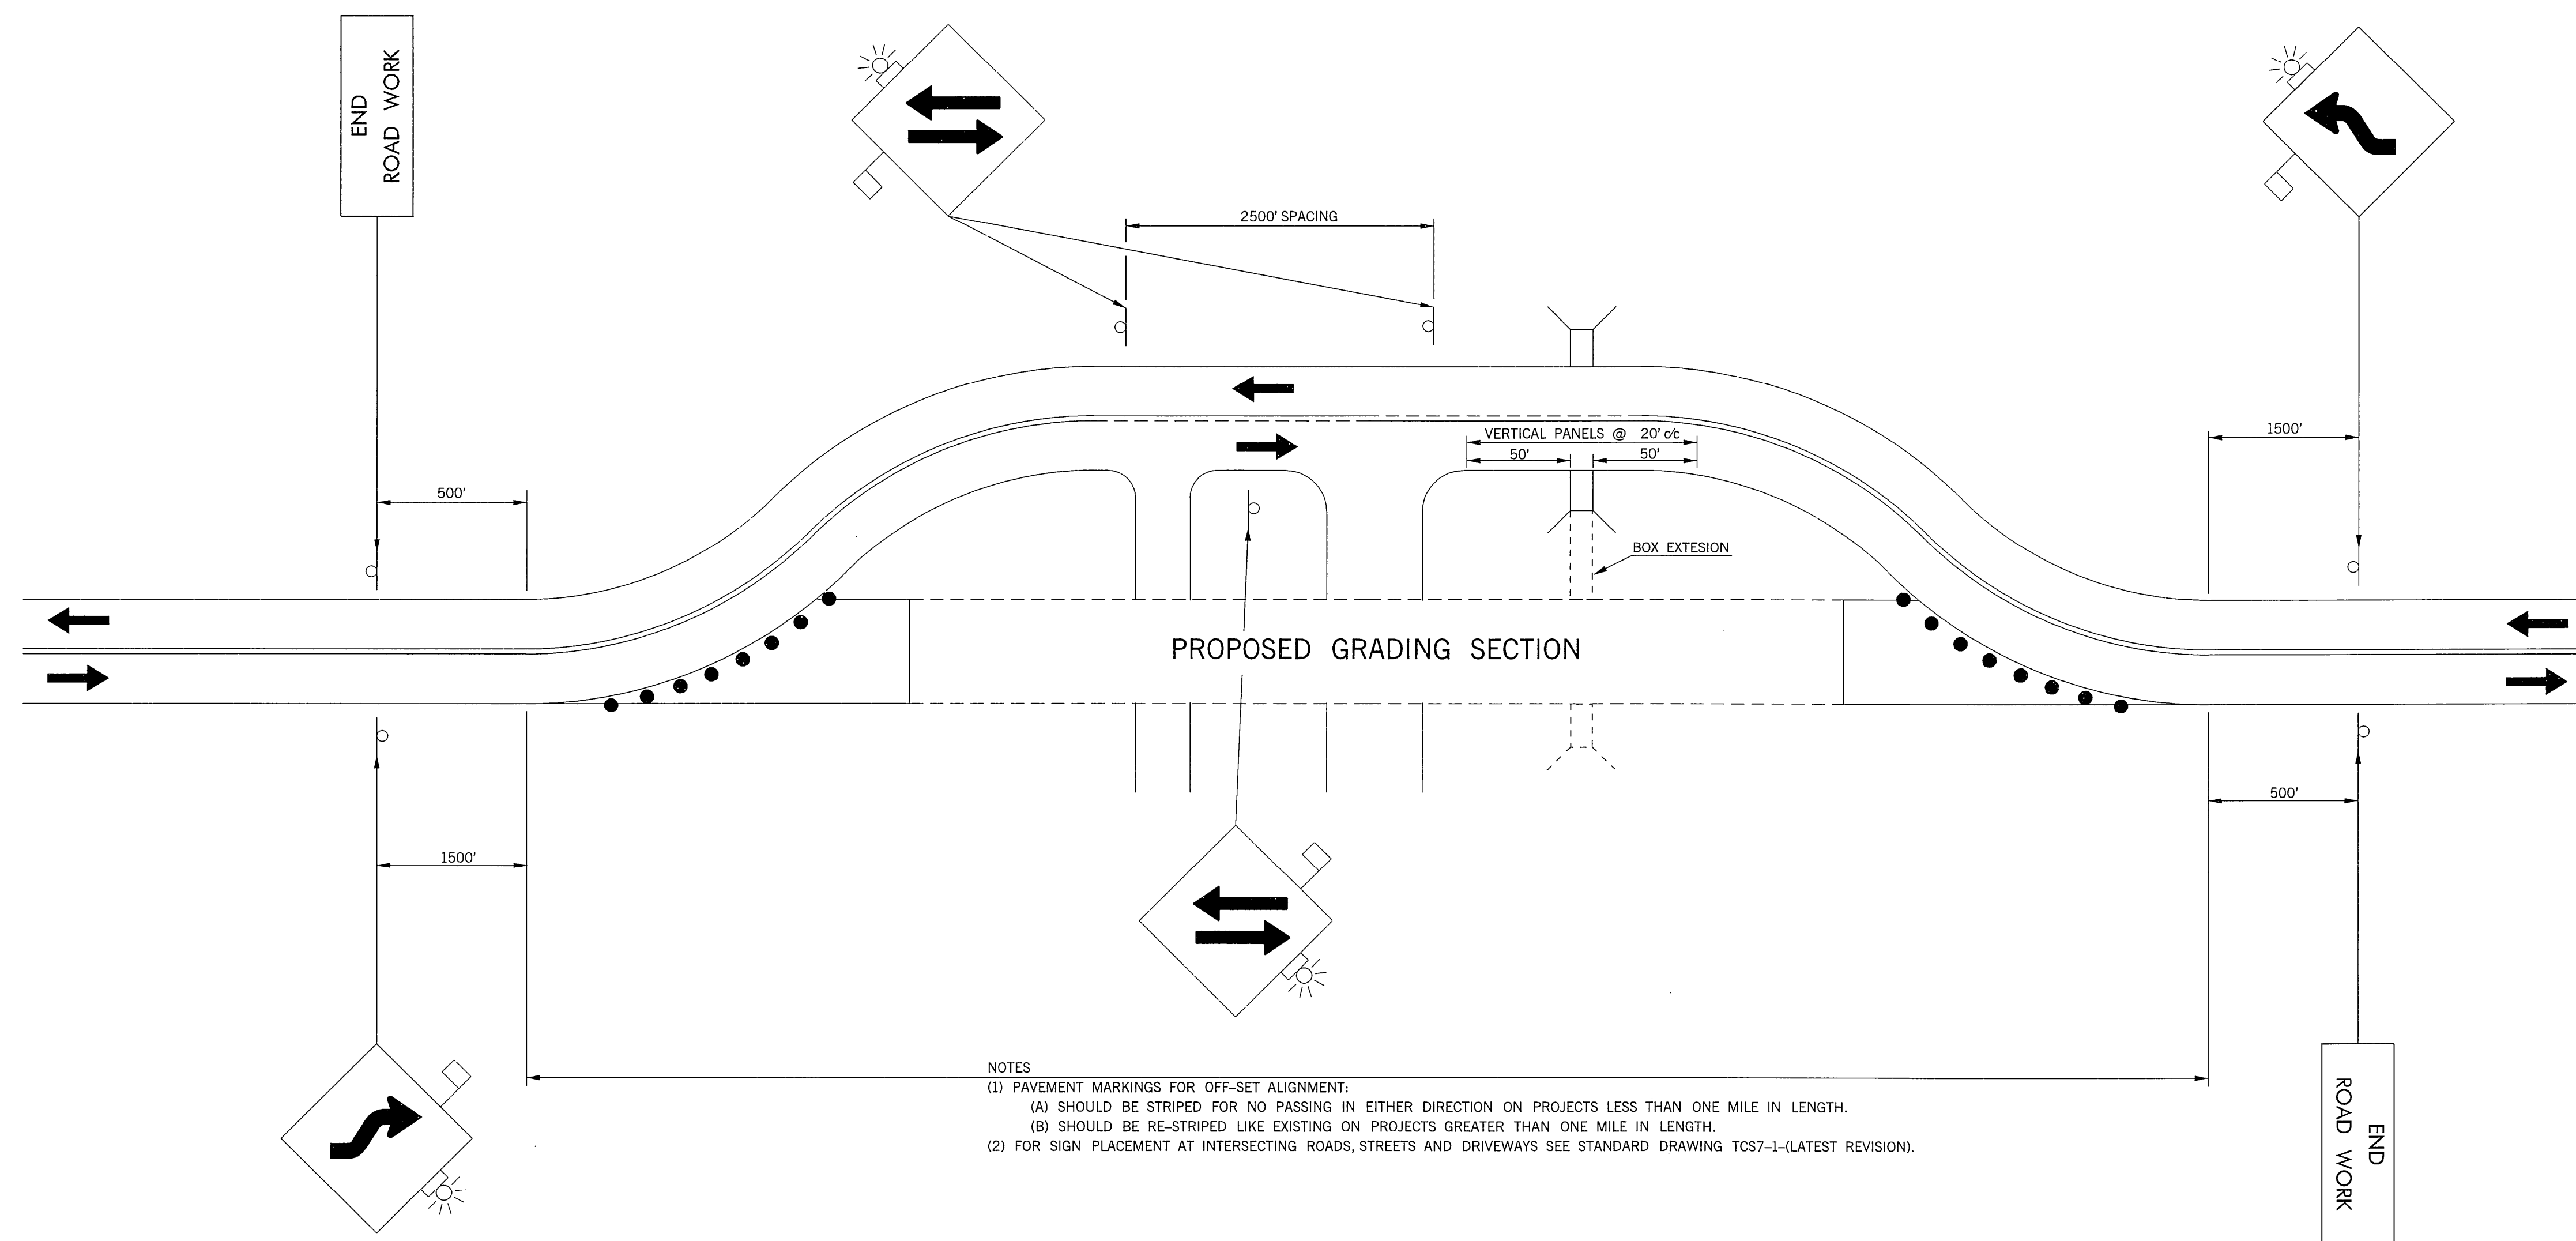 END
ROAD WORK
2500' SPACING
VERTICAL PANELS @ 20' c/c
50'
50'
1500'
500'
BOX EXTESION
PROPOSED GRADING SECTION
500'
1500'
NOTES
(1) PAVEMENT MARKINGS FOR OFF-SET ALIGNMENT:
(A) SHOULD BE STRIPED FOR NO PASSING IN EITHER DIRECTION ON PROJECTS LESS THAN ONE MILE IN LENGTH.
(B) SHOULD BE RE-STRIPED LIKE EXISTING ON PROJECTS GREATER THAN ONE MILE IN LENGTH.
(2) FOR SIGN PLACEMENT AT INTERSECTING ROADS, STREETS AND DRIVEWAYS SEE STANDARD DRAWING TCS7-1-(LATEST REVISION).
END
ROAD WORK